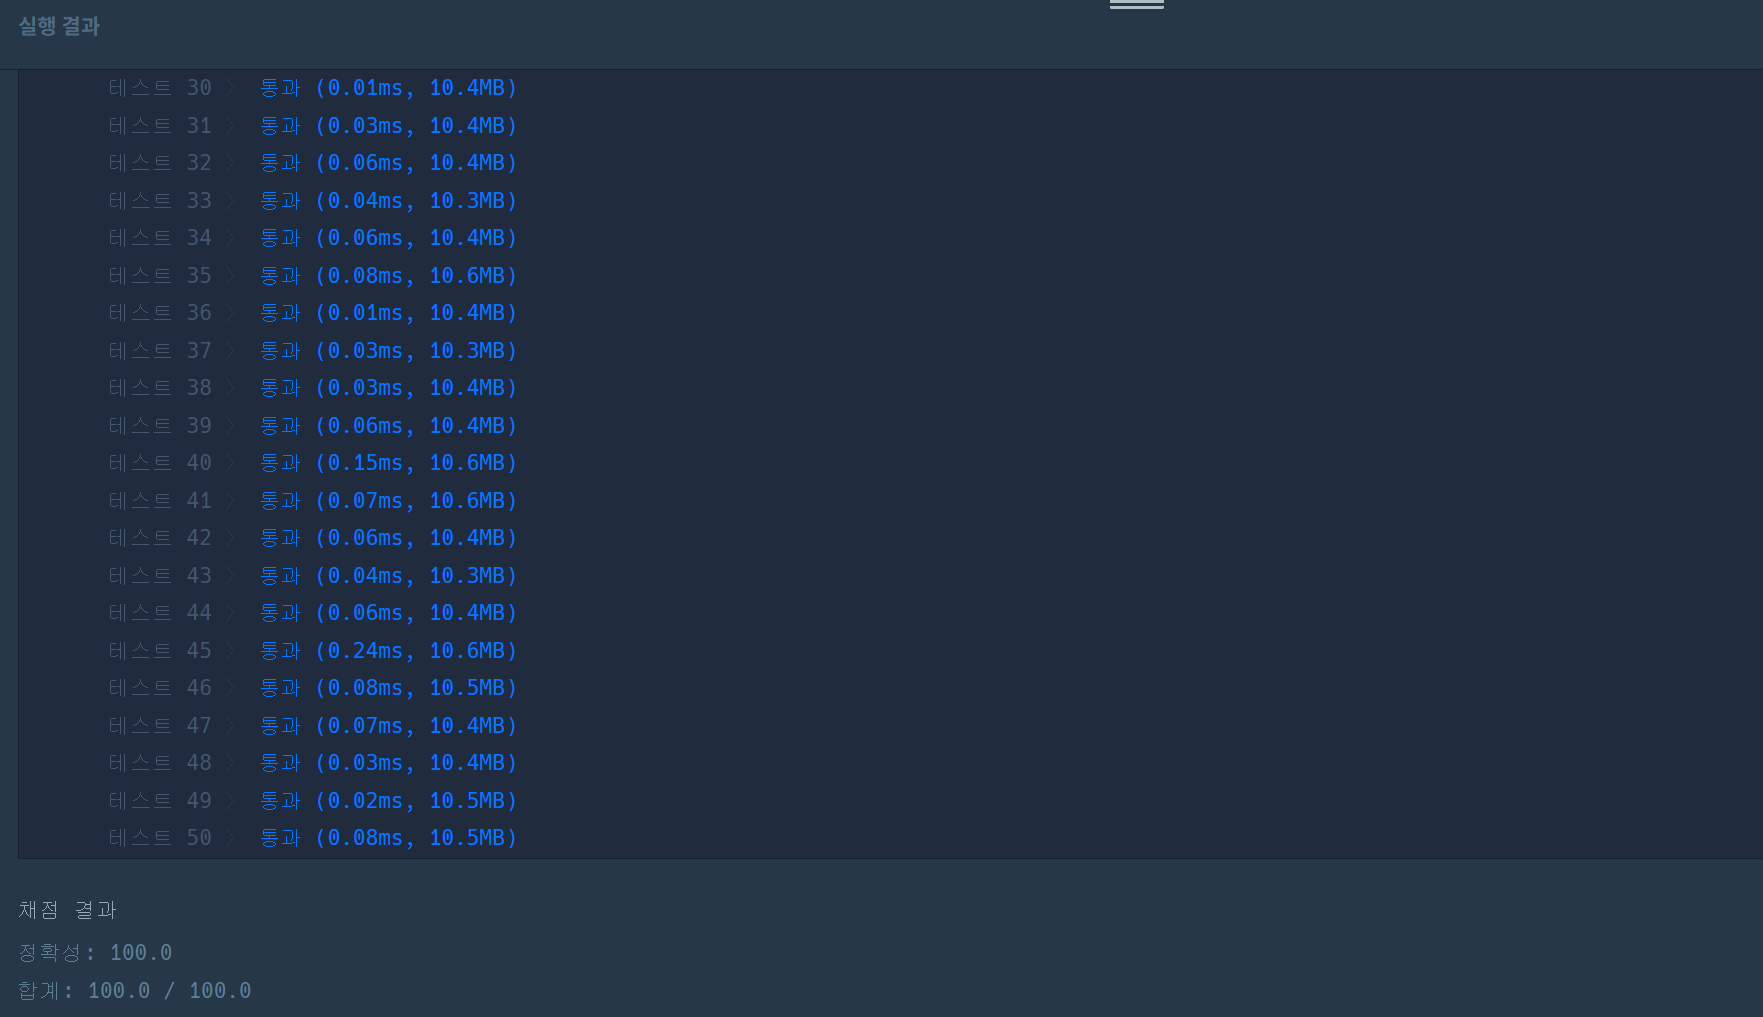 실행 결과
테스트 30 〉 통과 (0.01ms, 10.4MB)
테스트 31 〉 통과 (0.03ms, 10.4MB)
테스트 32 〉 통과 (0.06ms, 10.4MB)
테스트 33 〉 통과 (0.04ms, 10.3MB)
테스트 34 〉 통과 (0.06ms, 10.4MB)
테스트 35 〉 통과 (0.08ms, 10.6MB)
테스트 36 〉 통과 (0.01ms, 10.4MB)
테스트 37 〉 통과 (0.03ms, 10.3MB)
테스트 38 〉 통과 (0.03ms, 10.4MB)
테스트 39 〉 통과 (0.06ms, 10.4MB)
테스트 40 〉 통과 (0.15ms, 10.6MB)
테스트 41 〉 통과 (0.07ms, 10.6MB)
테스트 42 〉 통과 (0.06ms, 10.4MB)
테스트 43 〉 통과 (0.04ms, 10.3MB)
테스트 44 〉 통과 (0.06ms, 10.4MB)
테스트 45 〉 통과 (0.24ms, 10.6MB)
테스트 46 〉 통과 (0.08ms, 10.5MB)
테스트 47 〉 통과 (0.07ms, 10.4MB)
테스트 48 〉 통과 (0.03ms, 10.4MB)
테스트 49 〉 통과 (0.02ms, 10.5MB)
테스트 50 〉 통과 (0.08ms, 10.5MB)
채점 결과
정확성: 100.0
합계: 100.0 / 100.0